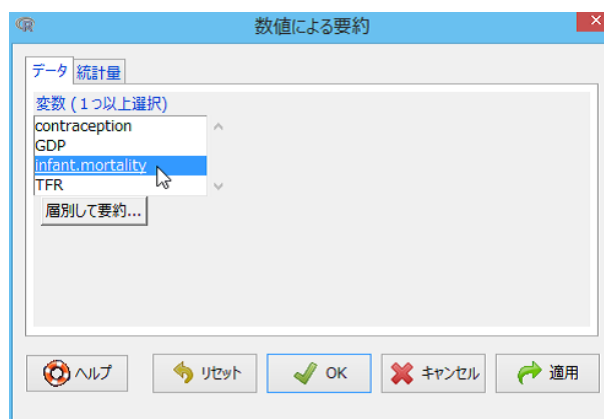 数値による要約
データ 統計量
変数 (1つ以上選択)
contraception
GDP
infant.mortality
TFR
層別して要約...
ヘルプ リセット OK キャンセル 適用